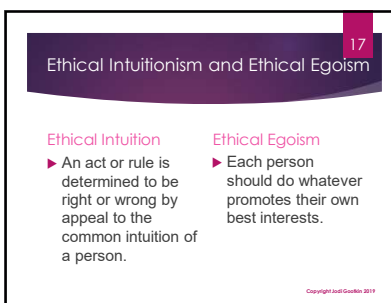 17
Ethical Intuitionism and Ethical Egoism
Ethical Intuition
▶ An act or rule is
determined to be
right or wrong by
appeal to the
common intuition of
a person.
Ethical Egoism
▶ Each person
should do whatever
promotes their own
best interests.
Copyright Jodi Gootkin 2019